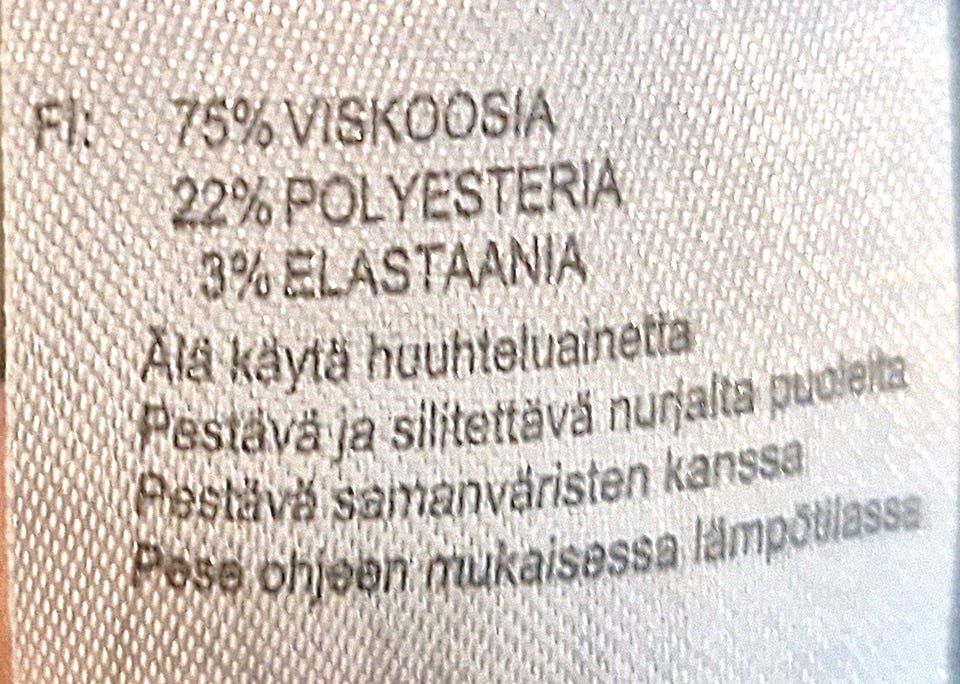 FI: 75% VISKOOSIA
22% POLYESTERIA
3% ELASTAANIA
Älä käytä huuhteluainetta
Pestävä ja silitettävä nurjalta puolelta
Pestävä samanväristen kanssa
Pese ohjeen mukaisessa lämpötilassa